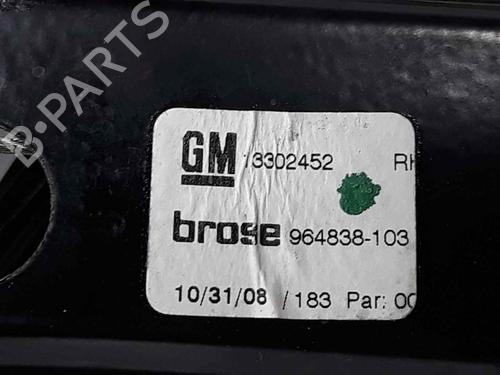 B-PARTS
GM 13302452 RH
brose 964838-103
10/31/08 /183 Par: 00